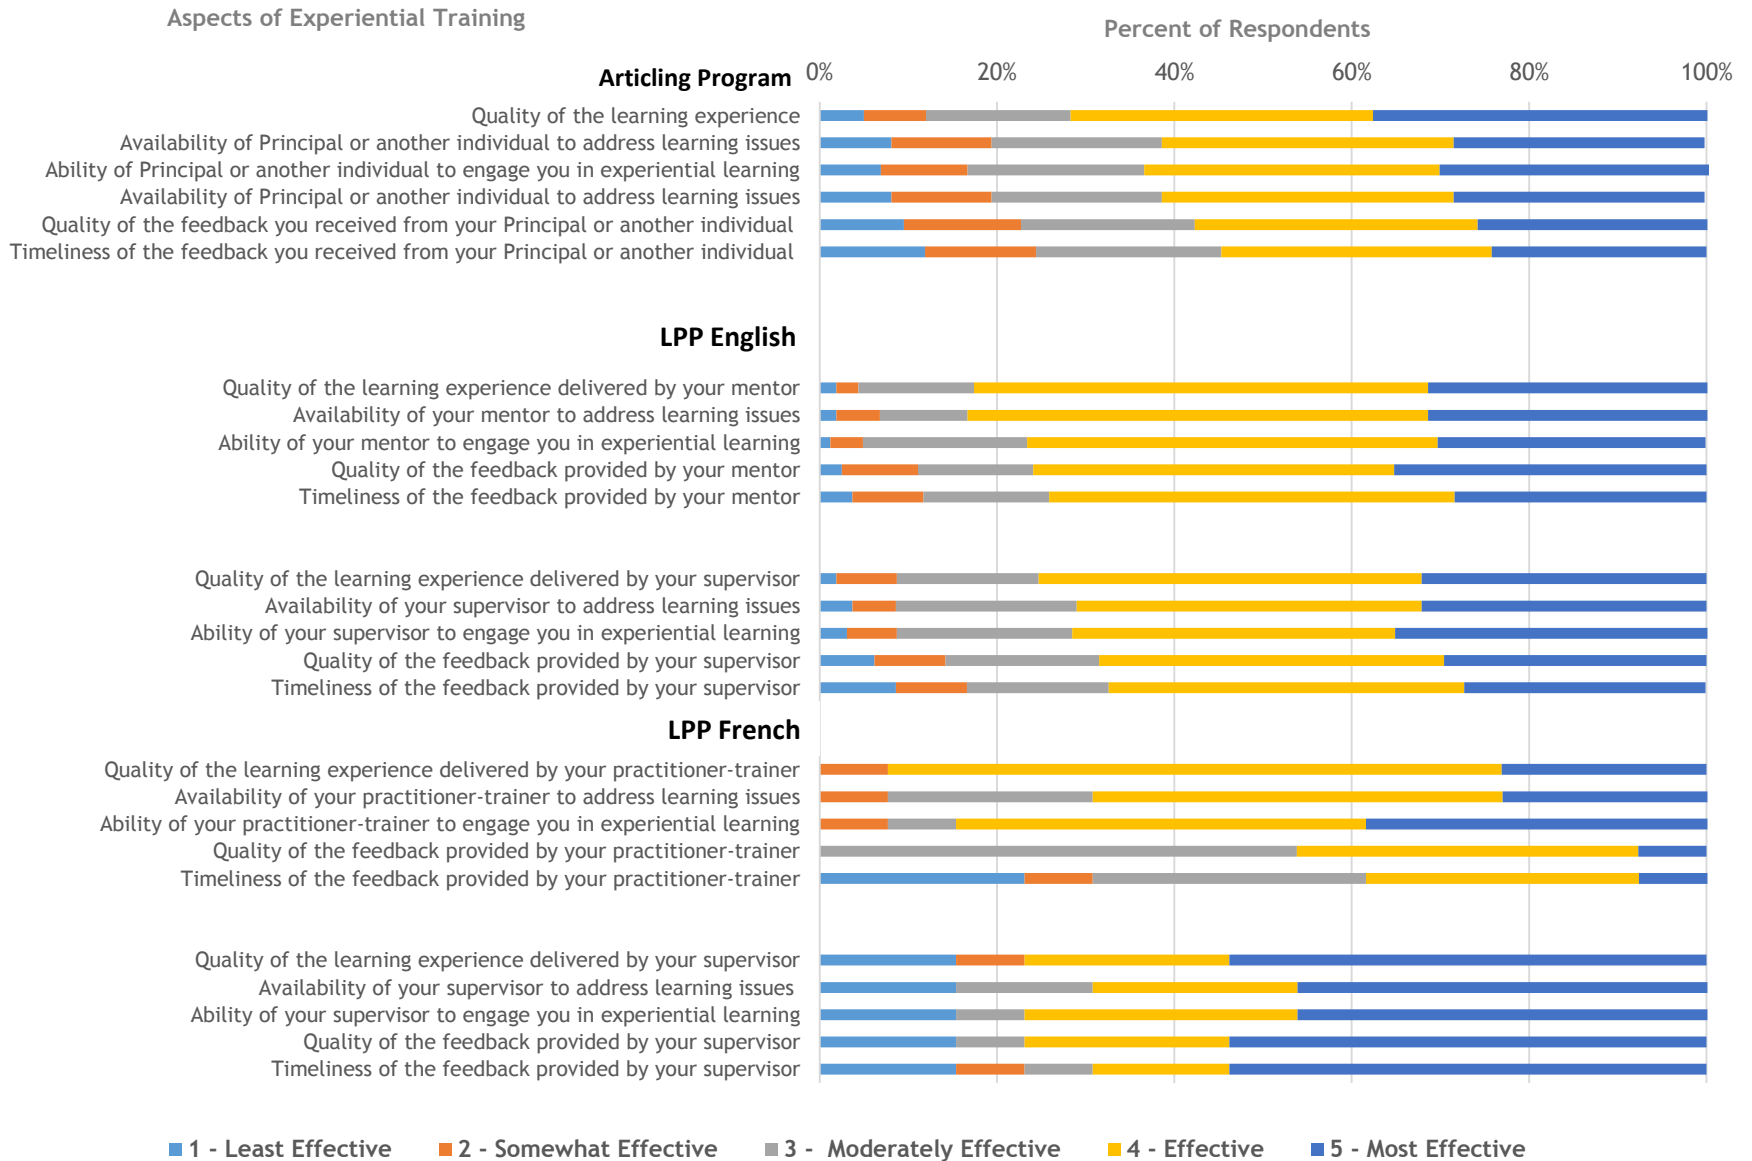 Aspects of Experiential Training
Percent of Respondents
Articling Program
0% 20% 40% 60% 80% 100%
Quality of the learning experience
Availability of Principal or another individual to address learning issues
Ability of Principal or another individual to engage you in experiential learning
Availability of Principal or another individual to address learning issues
Quality of the feedback you received from your Principal or another individual
Timeliness of the feedback you received from your Principal or another individual
LPP English
Quality of the learning experience delivered by your mentor
Availability of your mentor to address learning issues
Ability of your mentor to engage you in experiential learning
Quality of the feedback provided by your mentor
Timeliness of the feedback provided by your mentor
Quality of the learning experience delivered by your supervisor
Availability of your supervisor to address learning issues
Ability of your supervisor to engage you in experiential learning
Quality of the feedback provided by your supervisor
Timeliness of the feedback provided by your supervisor
LPP French
Quality of the learning experience delivered by your practitioner-trainer
Availability of your practitioner-trainer to address learning issues
Ability of your practitioner-trainer to engage you in experiential learning
Quality of the feedback provided by your practitioner-trainer
Timeliness of the feedback provided by your practitioner-trainer
Quality of the learning experience delivered by your supervisor
Availability of your supervisor to address learning issues
Ability of your supervisor to engage you in experiential learning
Quality of the feedback provided by your supervisor
Timeliness of the feedback provided by your supervisor
1 - Least Effective 2 - Somewhat Effective 3 - Moderately Effective 4 - Effective 5 - Most Effective